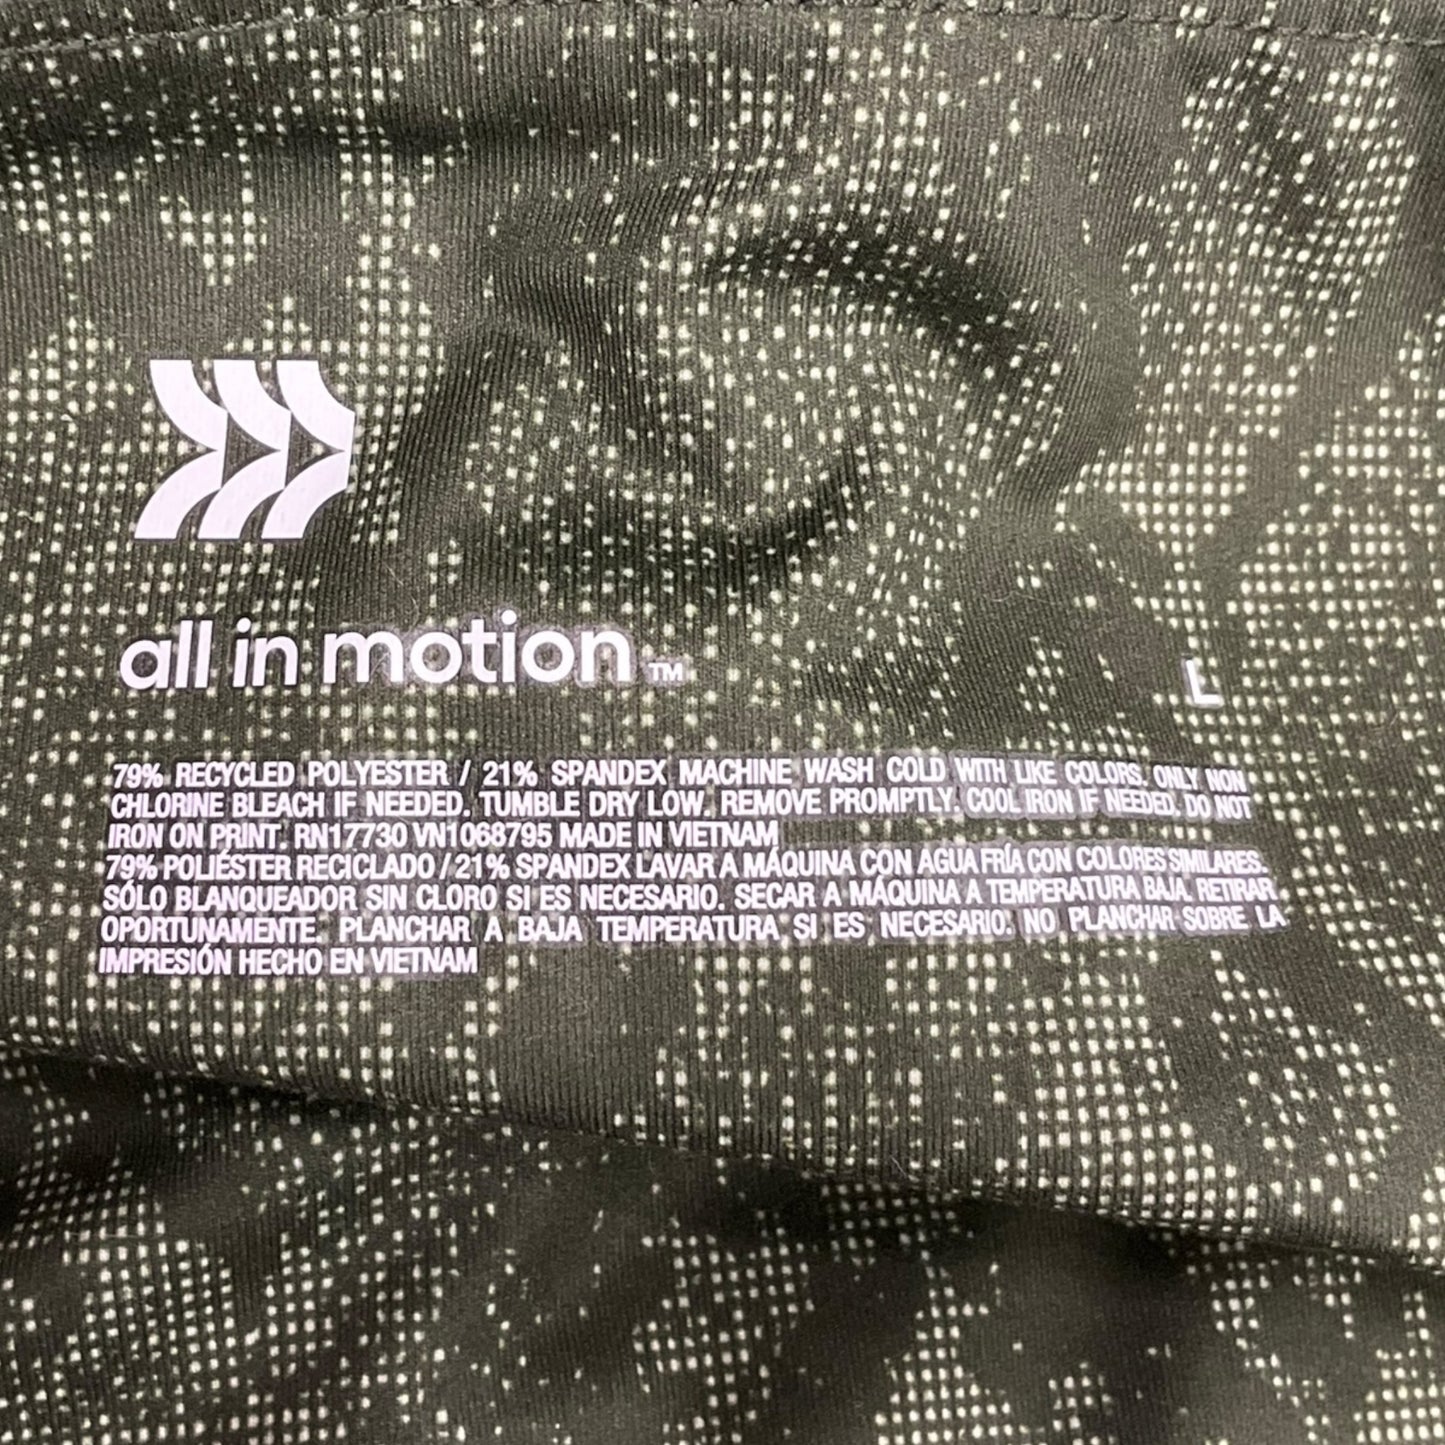 all in motion™
L
79% RECYCLED POLYESTER / 21% SPANDEX MACHINE WASH COLD WITH LIKE COLORS. ONLY NON
CHLORINE BLEACH IF NEEDED. TUMBLE DRY LOW. REMOVE PROMPTLY. COOL IRON IF NEEDED. DO NOT
IRON ON PRINT. RN17730 VN1068795 MADE IN VIETNAM
79% POLIÉSTER RECICLADO / 21% SPANDEX LAVAR A MÁQUINA CON AGUA FRÍA CON COLORES SIMILARES.
SÓLO BLANQUEADOR SIN CLORO SI ES NECESARIO. SECAR A MÁQUINA A TEMPERATURA BAJA. RETIRAR
OPORTUNAMENTE. PLANCHAR A BAJA TEMPERATURA SI ES NECESARIO. NO PLANCHAR SOBRE LA
IMPRESIÓN HECHO EN VIETNAM